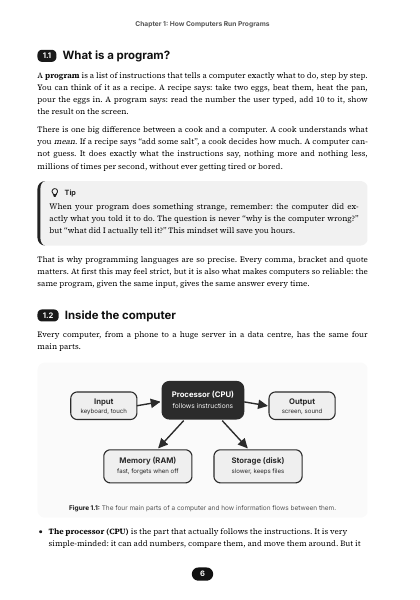 Chapter 1: How Computers Run Programs
1.1 What is a program?
A program is a list of instructions that tells a computer exactly what to do, step by step.
You can think of it as a recipe. A recipe says: take two eggs, beat them, heat the pan,
pour the eggs in. A program says: read the number the user typed, add 10 to it, show
the result on screen.
There is one big difference between a cook and a computer. A cook understands what
you mean. If a recipe says “add some salt”, a cook decides how much. A computer can-
not guess. It does exactly what the instructions say, nothing more and nothing less,
millions of times per second, without ever getting tired or bored.
Tip
When your program does something strange, remember: the computer did ex-
actly what you told it to do. The question is never “why is the computer wrong?”
but “what did I actually tell it?” This mindset will save you hours.
That is why programming languages are so precise. Every comma, bracket and quote
matters. At first this may feel strict, but it is also what makes computers so reliable: the
same program, given the same input, gives the same answer every time.
1.2 Inside the computer
Every computer, from a phone to a huge server in a data centre, has the same four
main parts.
Input
keyboard, touch
Processor (CPU)
follows instructions
Output
screen, sound
Memory (RAM)
fast, forgets when off
Storage (disk)
slower, keeps files
Figure 1.1: The four main parts of a computer and how information flows between them.
• The processor (CPU) is the part that actually follows the instructions. It is very
simple-minded: it can add numbers, compare them, and move them around. But it
6